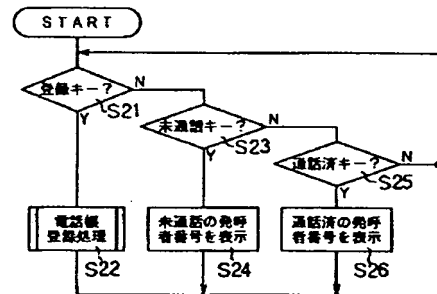 START
登録キー?
N
Y
S21
未通話キー?
N
Y
S23
通話済キー?
N
Y
S25
電話帳
登録処理
S22
未通話の発呼
者番号を表示
S24
通話済の発呼
者番号を表示
S26